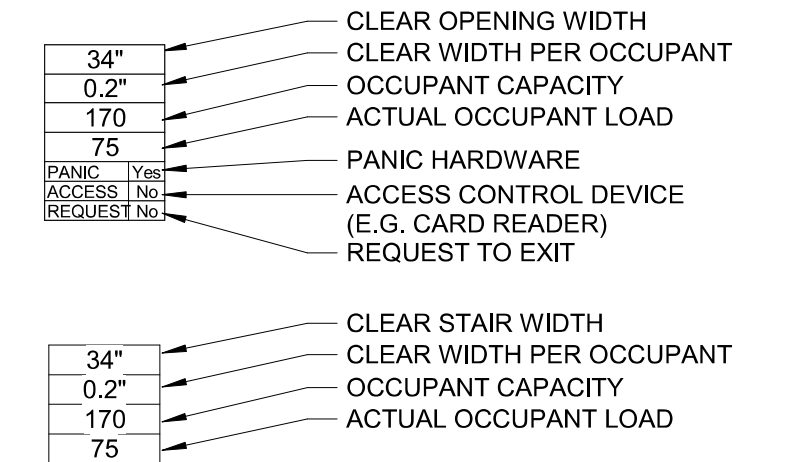 CLEAR OPENING WIDTH
34" CLEAR WIDTH PER OCCUPANT
0.2" OCCUPANT CAPACITY
170 ACTUAL OCCUPANT LOAD
75
PANIC Yes PANIC HARDWARE
ACCESS No ACCESS CONTROL DEVICE
REQUEST No (E.G. CARD READER)
REQUEST TO EXIT
CLEAR STAIR WIDTH
34" CLEAR WIDTH PER OCCUPANT
0.2" OCCUPANT CAPACITY
170 ACTUAL OCCUPANT LOAD
75